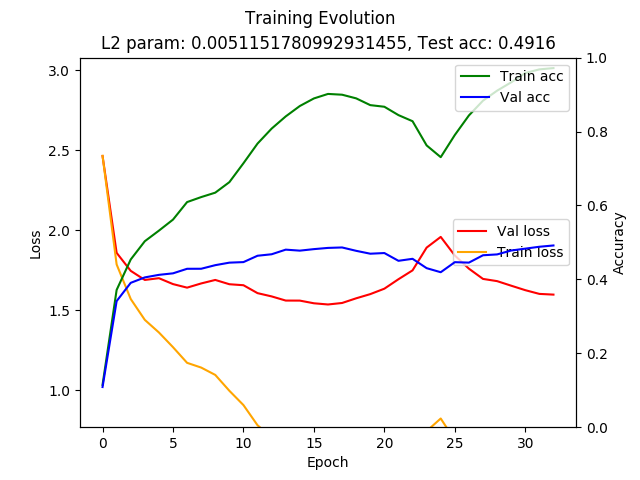 Training Evolution
L2 param: 0.0051151780992931455, Test acc: 0.4916
3.0
2.5
2.0
1.5
1.0
Loss
1.0
0.8
0.6
0.4
0.2
0.0
Accuracy
Train acc
Val acc
Val loss
Train loss
0 5 10 15 20 25 30
Epoch